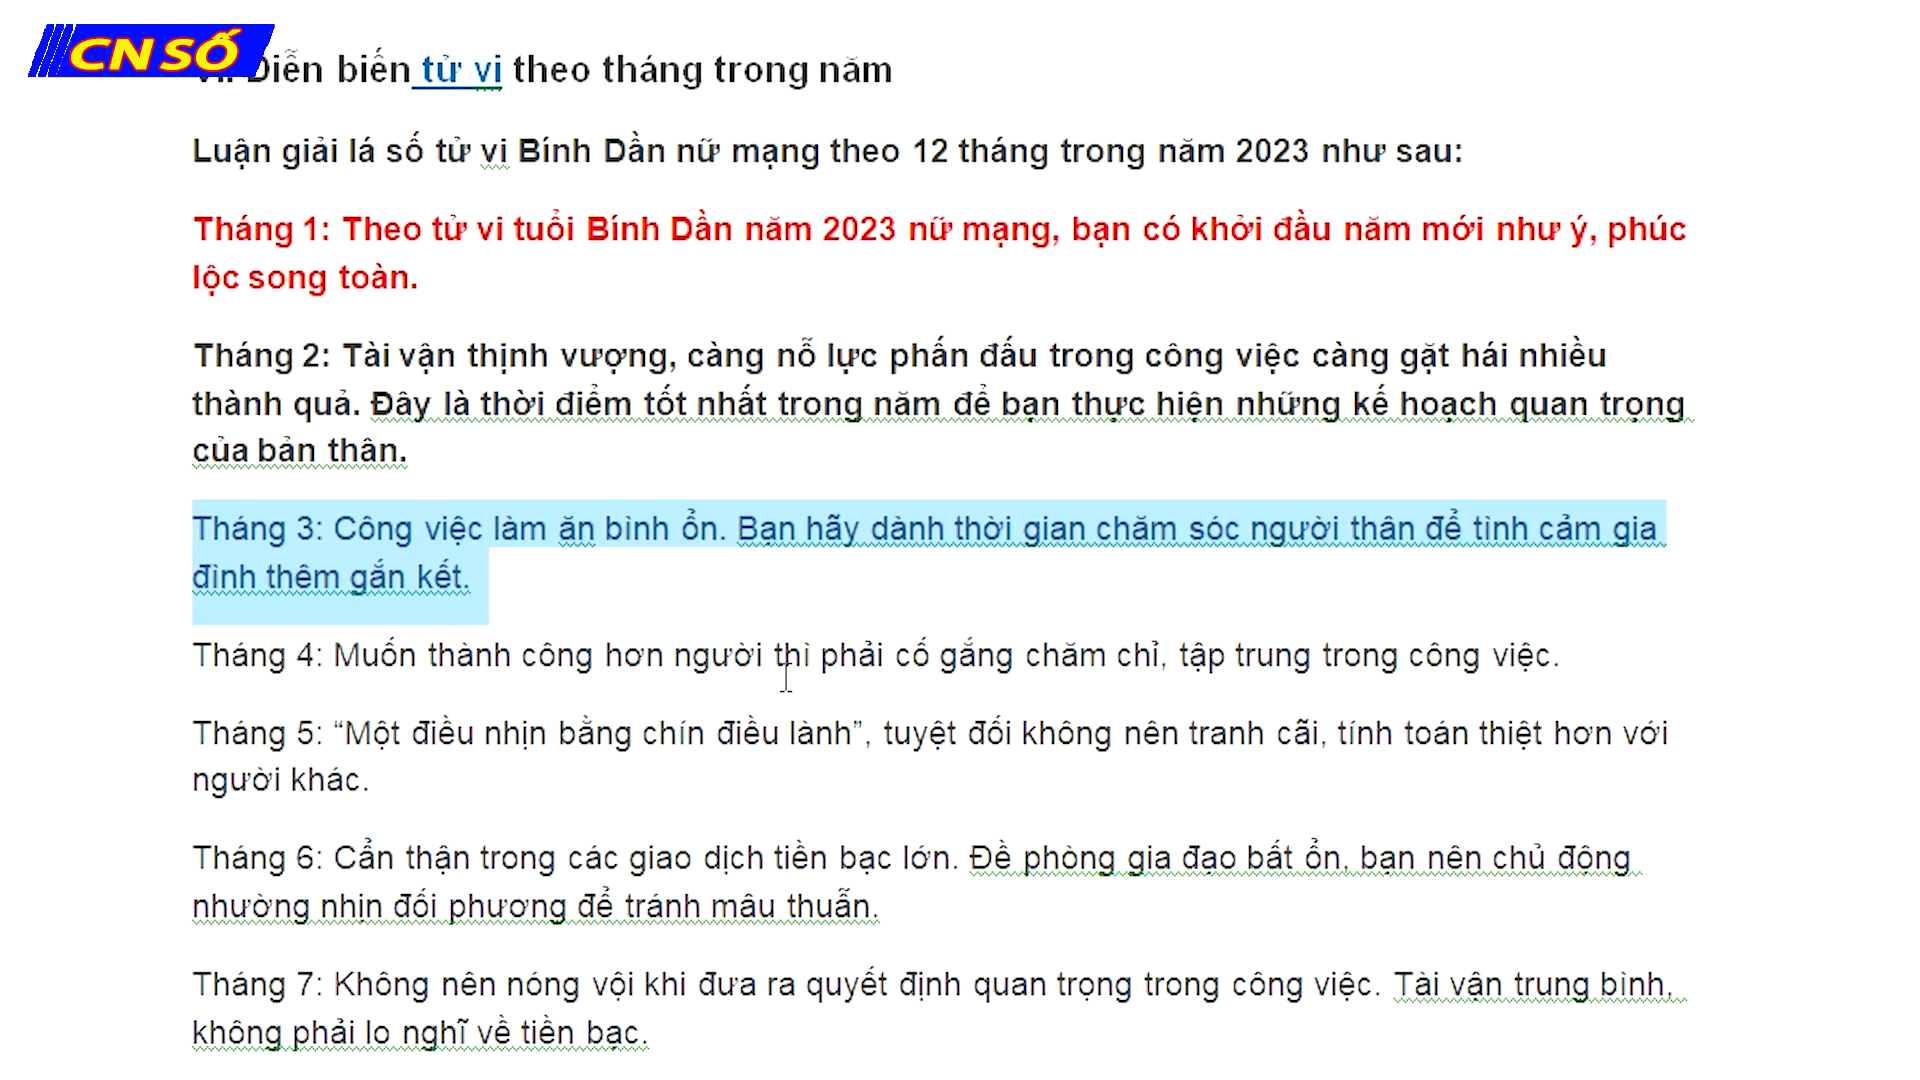 CN SỐ
Diễn biến tử vi theo tháng trong năm
Luận giải lá số tử vi Bính Dần nữ mạng theo 12 tháng trong năm 2023 như sau:
Tháng 1: Theo tử vi tuổi Bính Dần năm 2023 nữ mạng, bạn có khởi đầu năm mới như ý, phúc
lộc song toàn.
Tháng 2: Tài vận thịnh vượng, càng nỗ lực phấn đấu trong công việc càng gặt hái nhiều
thành quả. Đây là thời điểm tốt nhất trong năm để bạn thực hiện những kế hoạch quan trọng
của bản thân.
Tháng 3: Công việc làm ăn bình ổn. Bạn hãy dành thời gian chăm sóc người thân để tình cảm gia
đình thêm gắn kết.
Tháng 4: Muốn thành công hơn người thì phải cố gắng chăm chỉ, tập trung trong công việc.
Tháng 5: “Một điều nhịn bằng chín điều lành”, tuyệt đối không nên tranh cãi, tính toán thiệt hơn với
người khác.
Tháng 6: Cẩn thận trong các giao dịch tiền bạc lớn. Đề phòng gia đạo bất ổn, bạn nên chủ động
nhường nhịn đối phương để tránh mâu thuẫn.
Tháng 7: Không nên nóng vội khi đưa ra quyết định quan trọng trong công việc. Tài vận trung bình,
không phải lo nghĩ về tiền bạc.